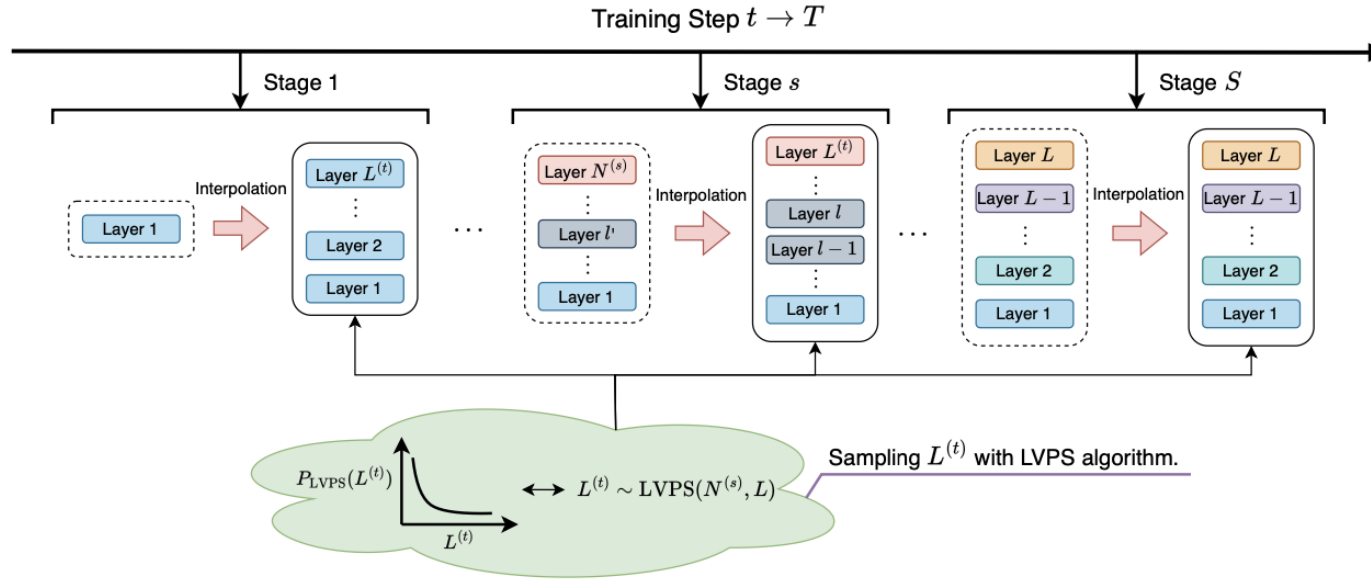 Training Step t → T
Stage 1
Stage s
Stage S
Layer 1
Interpolation
Layer L^(t)
⋮
Layer 2
Layer 1
...
Layer N^(s)
⋮
Layer l'
⋮
Layer 1
Interpolation
Layer L^(t)
⋮
Layer l
Layer l − 1
⋮
Layer 1
...
Layer L
Layer L − 1
⋮
Layer 2
Layer 1
Interpolation
Layer L
Layer L − 1
⋮
Layer 2
Layer 1
P_LVPS(L^(t))
L^(t)
L^(t) ∼ LVPS(N^(s), L)
Sampling L^(t) with LVPS algorithm.